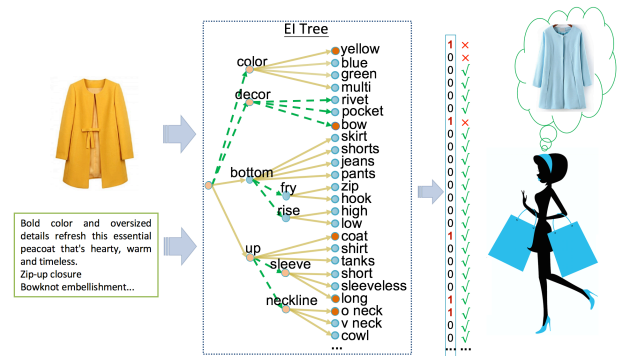 EI Tree
color
decor
bottom
fry
rise
up
sleeve
neckline
yellow
blue
green
multi
rivet
pocket
bow
skirt
shorts
jeans
pants
zip
hook
high
low
coat
shirt
tanks
short
sleeveless
long
o neck
v neck
cowl
...
1 ×
0 ×
0 √
0 √
0 √
0 √
1 ×
0 √
0 √
0 √
0 √
0 √
0 √
0 √
0 √
1 √
0 √
0 √
0 √
0 √
1 √
1 √
0 √
0 √
... ...
Bold color and oversized
details refresh this essential
peacoat that's hearty, warm
and timeless.
Zip-up closure
Bowknot embellishment...